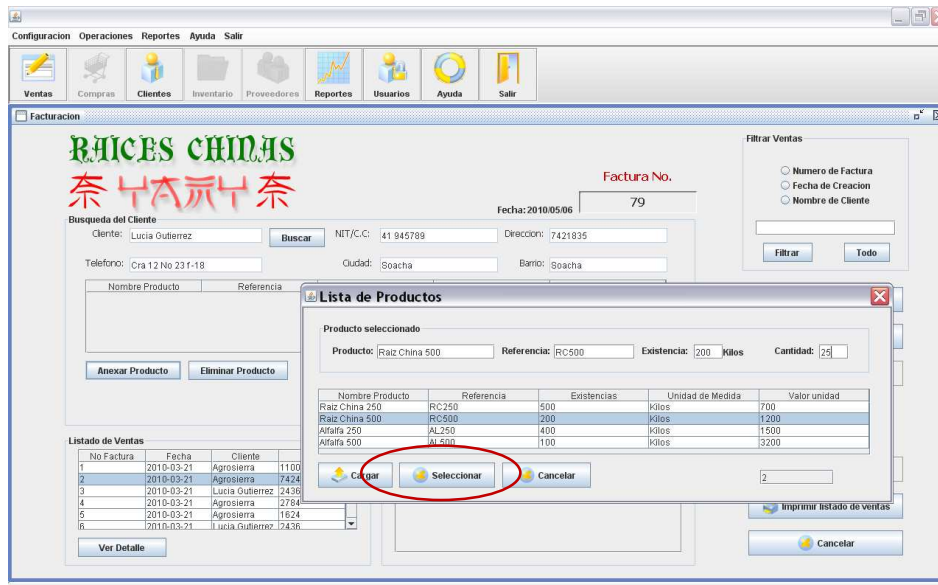 Configuracion Operaciones Reportes Ayuda Salir
Ventas Compras Clientes Inventario Proveedores Reportes Usuarios Ayuda Salir
Facturacion
RAICES CHINAS
Filtrar Ventas
Numero de Factura
Fecha de Creacion
Nombre de Cliente
Filtrar Todo
Factura No.
Fecha:2010/05/06 79
Busqueda del Cliente
Cliente: Lucia Gutierrez Buscar NIT/C.C: 41 945789 Direccion: 7421835
Telefono: Cra 12 No 23 f-18 Ciudad: Soacha Barrio: Soacha
Nombre Producto Referencia
Anexar Producto Eliminar Producto
Lista de Productos
Producto seleccionado
Producto: Raiz China 500 Referencia: RC500 Existencia: 200 Kilos Cantidad: 25
Nombre Producto Referencia Existencias Unidad de Medida Valor unidad
Raiz China 250 RC250 500 Kilos 700
Raiz China 500 RC500 200 Kilos 1200
Alfalfa 250 AL250 400 Kilos 1500
Alfalfa 500 AL500 100 Kilos 3200
Cargar Seleccionar Cancelar 2
Listado de Ventas
No Factura Fecha Cliente
1 2010-03-21 Agrosierra 1100
2 2010-03-21 Agrosierra 7424
3 2010-03-21 Lucia Gutierrez 2436
4 2010-03-21 Agrosierra 2784
5 2010-03-21 Agrosierra 1624
6 2010-03-21 Lucia Gutierrez 2436
Ver Detalle
Imprimir listado de ventas
Cancelar